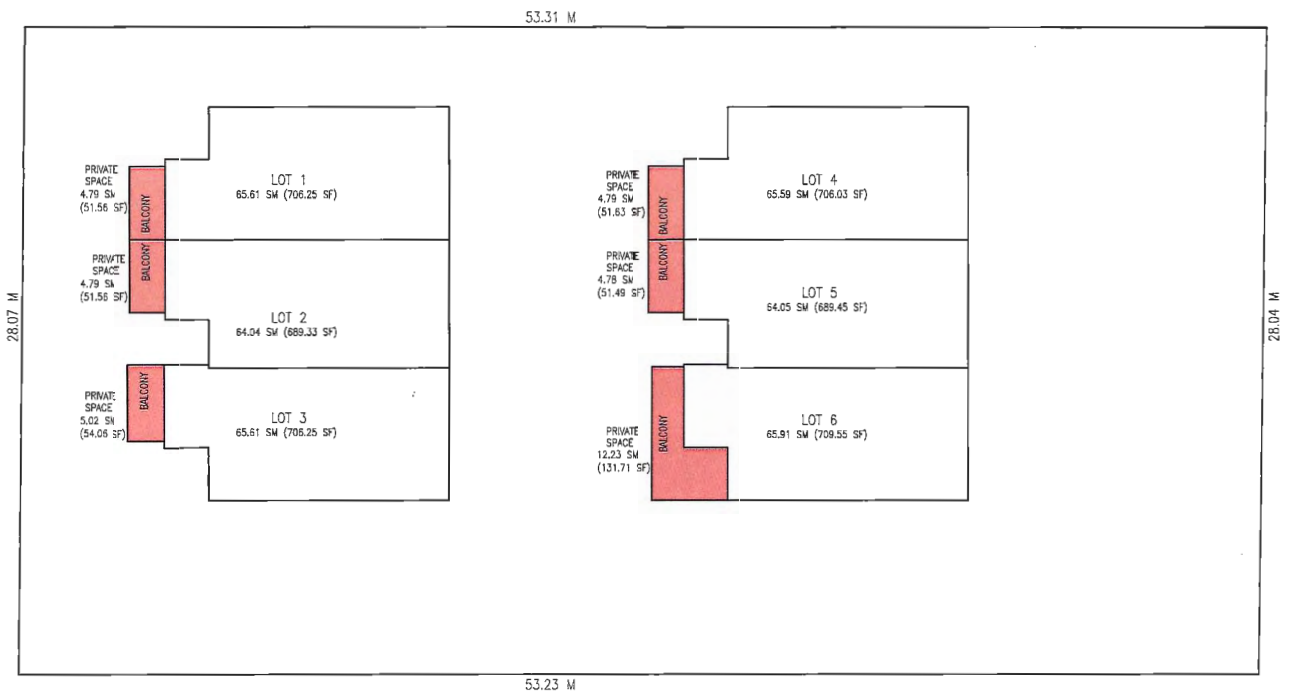 53.31 M
28.07 M
PRIVATE
SPACE
4.79 SM
(51.56 SF)
BALCONY
LOT 1
65.61 SM (706.25 SF)
PRIVATE
SPACE
4.79 SM
(51.56 SF)
BALCONY
LOT 2
64.04 SM (689.33 SF)
PRIVATE
SPACE
5.02 SM
(54.06 SF)
BALCONY
LOT 3
65.61 SM (706.25 SF)
PRIVATE
SPACE
4.79 SM
(51.63 SF)
BALCONY
LOT 4
65.59 SM (706.03 SF)
PRIVATE
SPACE
4.78 SM
(51.49 SF)
BALCONY
LOT 5
64.05 SM (689.45 SF)
PRIVATE
SPACE
12.23 SM
(131.71 SF)
BALCONY
LOT 6
65.91 SM (709.55 SF)
28.04 M
53.23 M